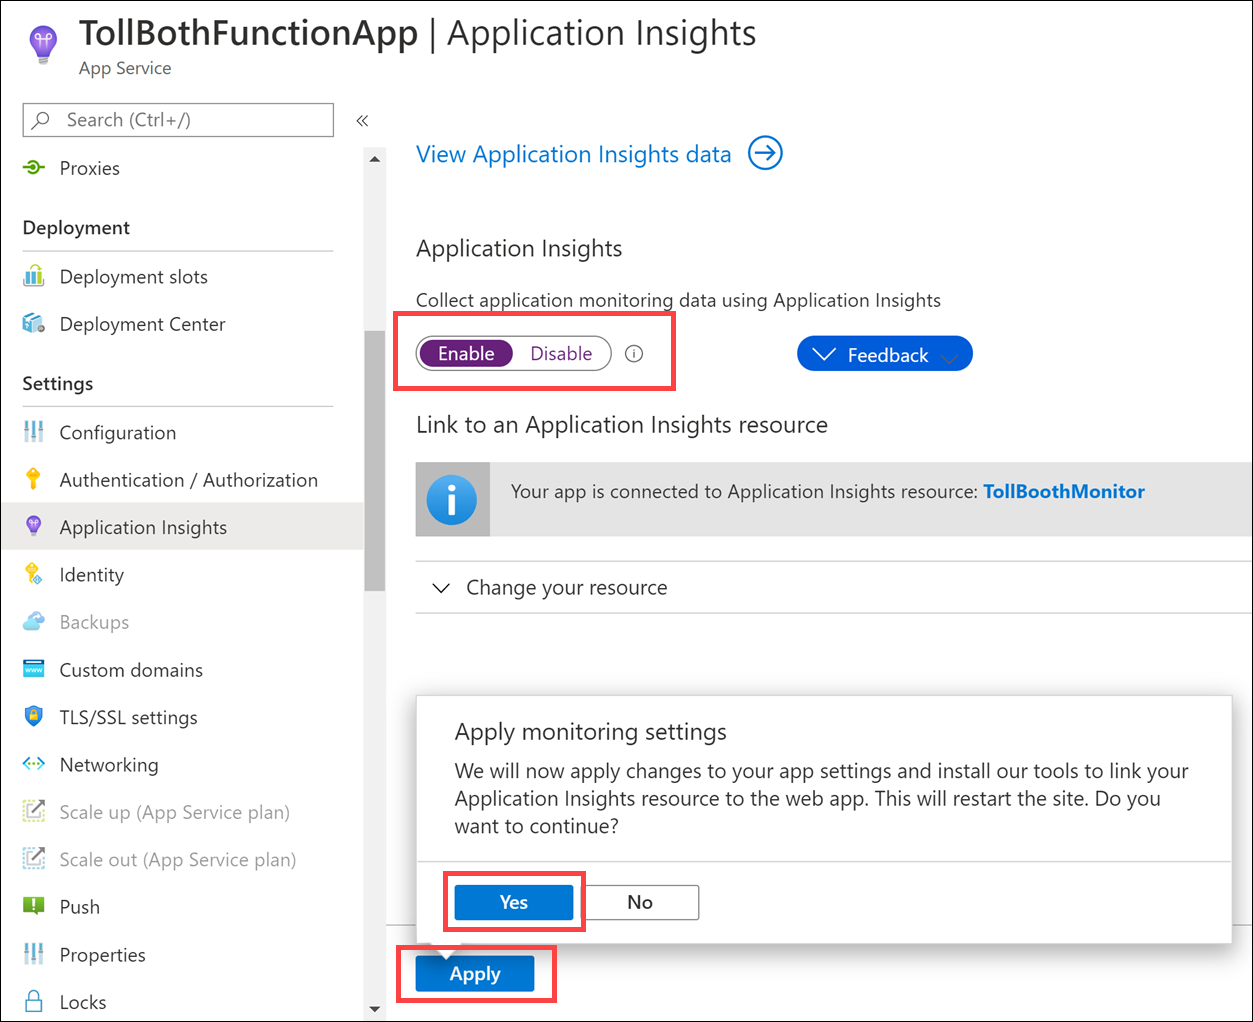 TollBothFunctionApp | Application Insights
App Service
Search (Ctrl+/)
«
Proxies
Deployment
Deployment slots
Deployment Center
Settings
Configuration
Authentication / Authorization
Application Insights
Identity
Backups
Custom domains
TLS/SSL settings
Networking
Scale up (App Service plan)
Scale out (App Service plan)
Push
Properties
Locks
View Application Insights data
Application Insights
Collect application monitoring data using Application Insights
Enable Disable
Feedback
Link to an Application Insights resource
Your app is connected to Application Insights resource: TollBoothMonitor
Change your resource
Apply monitoring settings
We will now apply changes to your app settings and install our tools to link your
Application Insights resource to the web app. This will restart the site. Do you
want to continue?
Yes No
Apply